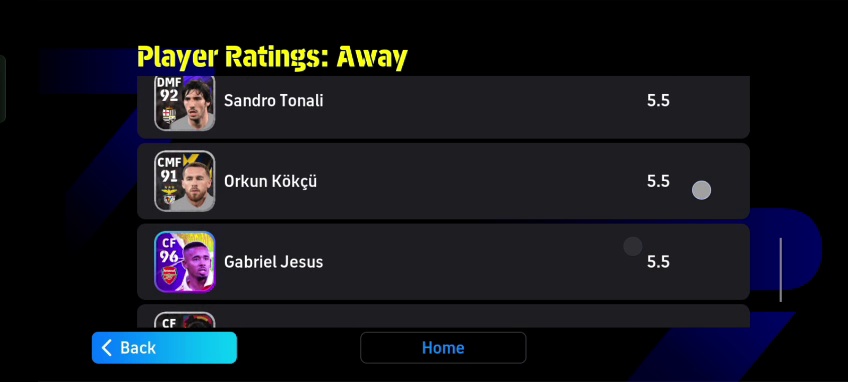 Player Ratings: Away
DMF
92
Sandro Tonali
5.5
CMF
91
Orkun Kökçü
5.5
CF
96
Gabriel Jesus
5.5
CF
Back
Home